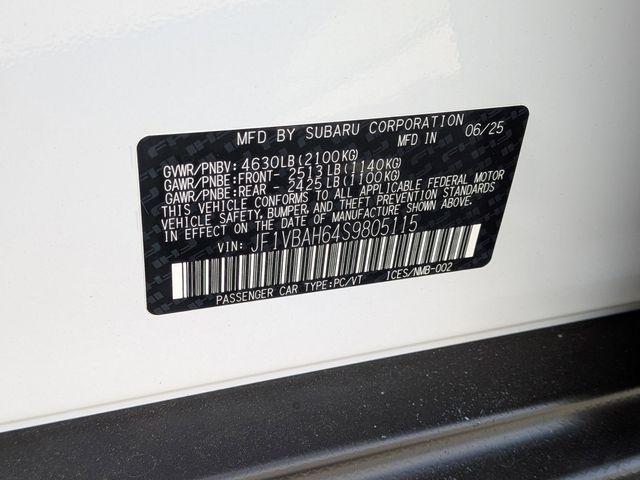 MFD BY SUBARU CORPORATION
MFD IN 06/25
GVWR/PNBV: 4630LB(2100KG)
GAWR/PNBE:FRONT- 2513LB(1140KG)
GAWR/PNBE:REAR - 2425LB(1100KG)
THIS VEHICLE CONFORMS TO ALL APPLICABLE FEDERAL MOTOR
VEHICLE SAFETY,BUMPER,AND THEFT PREVENTION STANDARDS
IN EFFECT ON THE DATE OF MANUFACTURE SHOWN ABOVE.
VIN: JF1VBAH64S9805115
PASSENGER CAR TYPE:PC/VT ICES/NMB-002